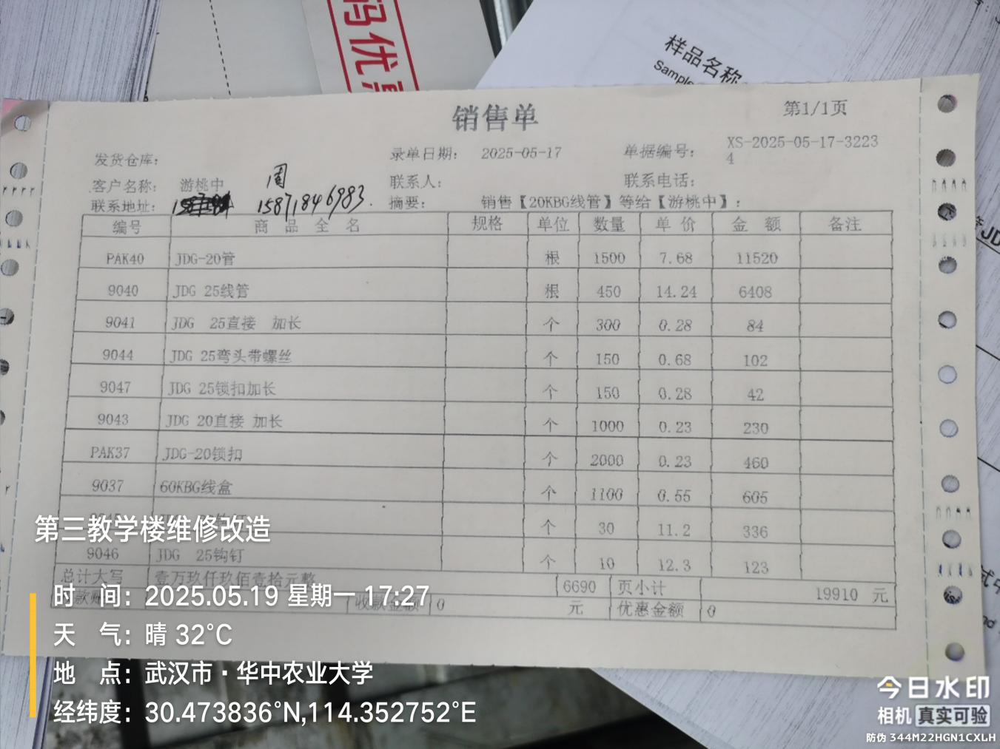 码优
样品名称
Sample
销售单
第1/1页
发货仓库：
录单日期： 2025-05-17
单据编号： XS-2025-05-17-3223
4
客户名称： 游桃中 周
联系人：
联系电话：
联系地址： 15871846983.
摘要： 销售【20KBG线管】等给【游桃中】：
编号 商品全名 规格 单位 数量 单价 金额 备注
PAK40 JDG-20管 根 1500 7.68 11520
9040 JDG 25线管 根 450 14.24 6408
9041 JDG 25直接 加长 个 300 0.28 84
9044 JDG 25弯头带螺丝 个 150 0.68 102
9047 JDG 25锁扣加长 个 150 0.28 42
9043 JDG 20直接 加长 个 1000 0.23 230
PAK37 JDG-20锁扣 个 2000 0.23 460
9037 60KBG线盒 个 1100 0.55 605
个 30 11.2 336
9046 JDG 25钩钉 个 10 12.3 123
总计大写 壹万玖仟玖佰壹拾元整 6690 页小计 19910 元
收款金额 0 元 优惠金额 0
第三教学楼维修改造
时 间：2025.05.19 星期一 17:27
天 气：晴 32°C
地 点：武汉市·华中农业大学
经纬度：30.473836°N,114.352752°E
今日水印
相机 真实可验
防伪 344M22HGN1CXLH